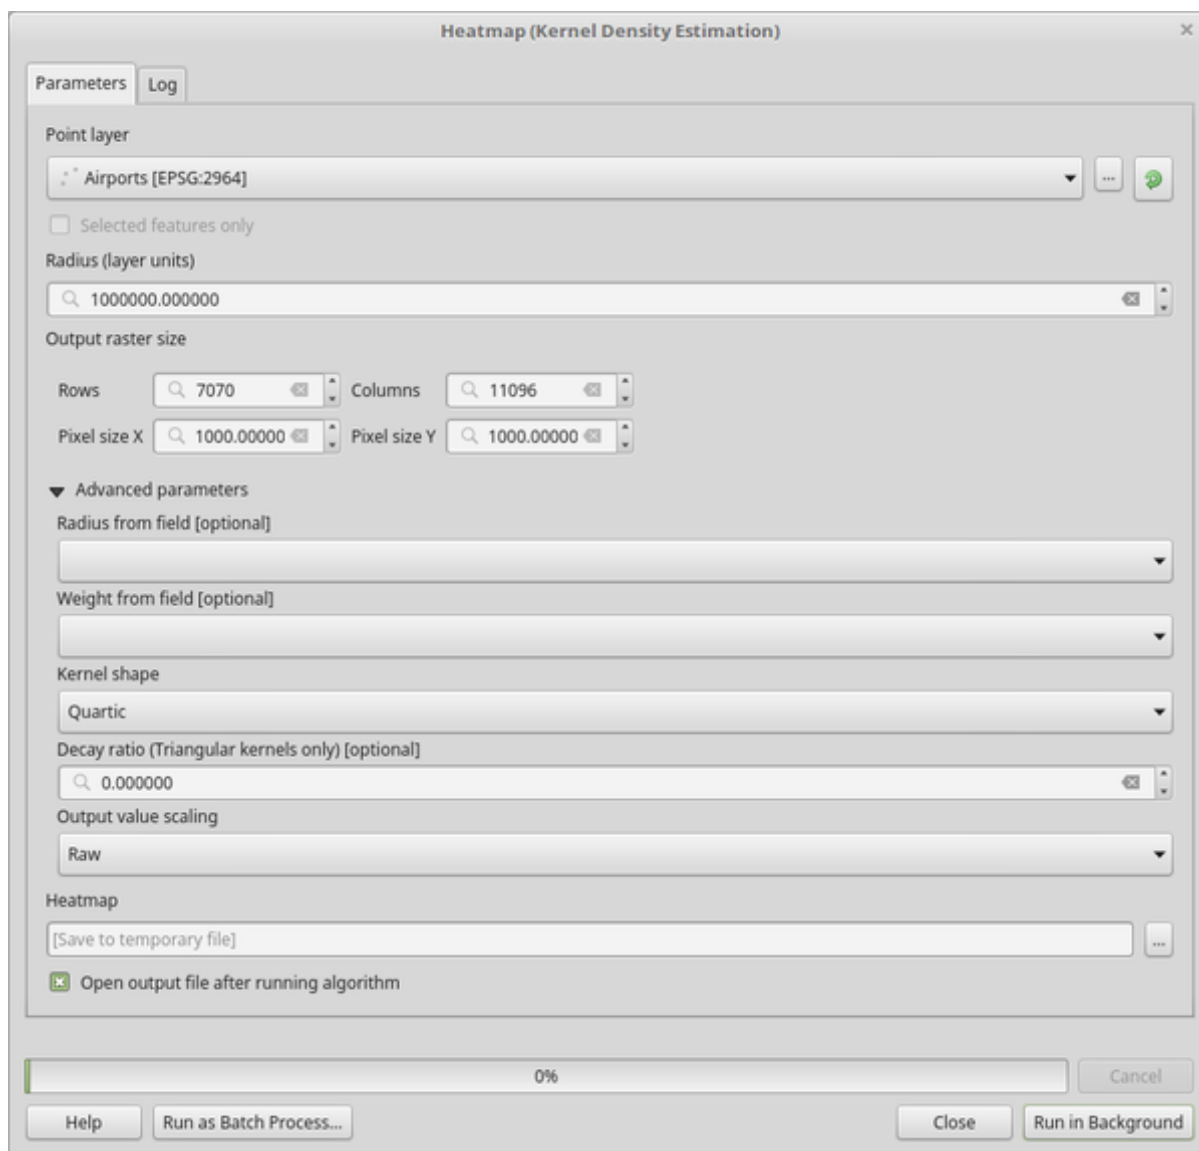 Heatmap (Kernel Density Estimation)
Parameters Log
Point layer
Airports [EPSG:2964] ...
Selected features only
Radius (layer units)
1000000.000000
Output raster size
Rows 7070 Columns 11096
Pixel size X 1000.00000 Pixel size Y 1000.00000
Advanced parameters
Radius from field [optional]
Weight from field [optional]
Kernel shape
Quartic
Decay ratio (Triangular kernels only) [optional]
0.000000
Output value scaling
Raw
Heatmap
[Save to temporary file] ...
Open output file after running algorithm
0% Cancel
Help Run as Batch Process... Close Run in Background